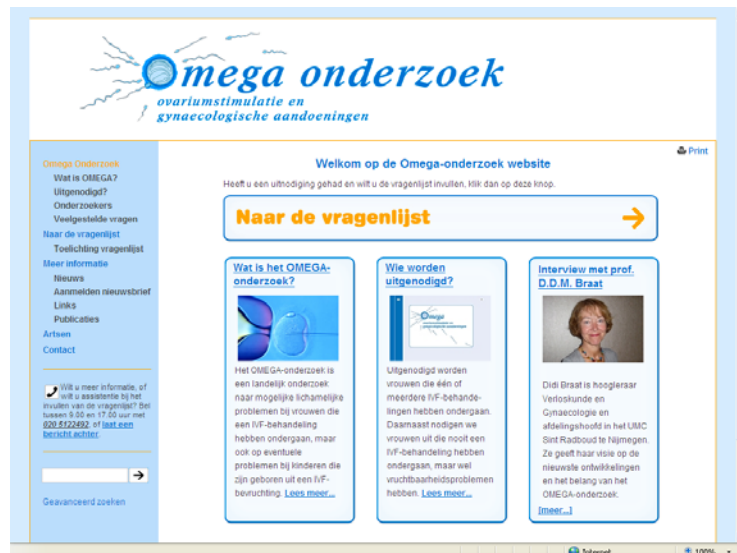 Omega onderzoek
ovariumstimulatie en
gynaecologische aandoeningen
Print
Omega Onderzoek
Wat is OMEGA?
Uitgenodigd?
Onderzoekers
Veelgestelde vragen
Naar de vragenlijst
Toelichting vragenlijst
Meer informatie
Nieuws
Aanmelden nieuwsbrief
Links
Publicaties
Artsen
Contact
Wilt u meer informatie, of
wilt u assistentie bij het
invullen van de vragenlijst? Bel
tussen 9.00 en 17.00 uur met
020 5122492, of laat een
bericht achter.
Geavanceerd zoeken
Welkom op de Omega-onderzoek website
Heeft u een uitnodiging gehad en wilt u de vragenlijst invullen, klik dan op deze knop.
Naar de vragenlijst
Wat is het OMEGA-
onderzoek?
Het OMEGA-onderzoek is
een landelijk onderzoek
naar mogelijke lichamelijke
problemen bij vrouwen die
een IVF-behandeling
hebben ondergaan, maar
ook op eventuele
problemen bij kinderen die
zijn geboren uit een IVF-
bevruchting. Lees meer...
Wie worden
uitgenodigd?
Omega
Uitgenodigd worden
vrouwen die één of
meerdere IVF-behande-
lingen hebben ondergaan.
Daarnaast nodigen we
vrouwen uit die nooit een
IVF-behandeling hebben
ondergaan, maar wel
vruchtbaarheidsproblemen
hebben. Lees meer...
Interview met prof.
D.D.M. Braat
Didi Braat is hoogleraar
Verloskunde en
Gynaecologie en
afdelingshoofd in het UMC
Sint Radboud te Nijmegen.
Ze geeft haar visie op de
nieuwste ontwikkelingen
en het belang van het
OMEGA-onderzoek.
[meer...]
Internet
100%